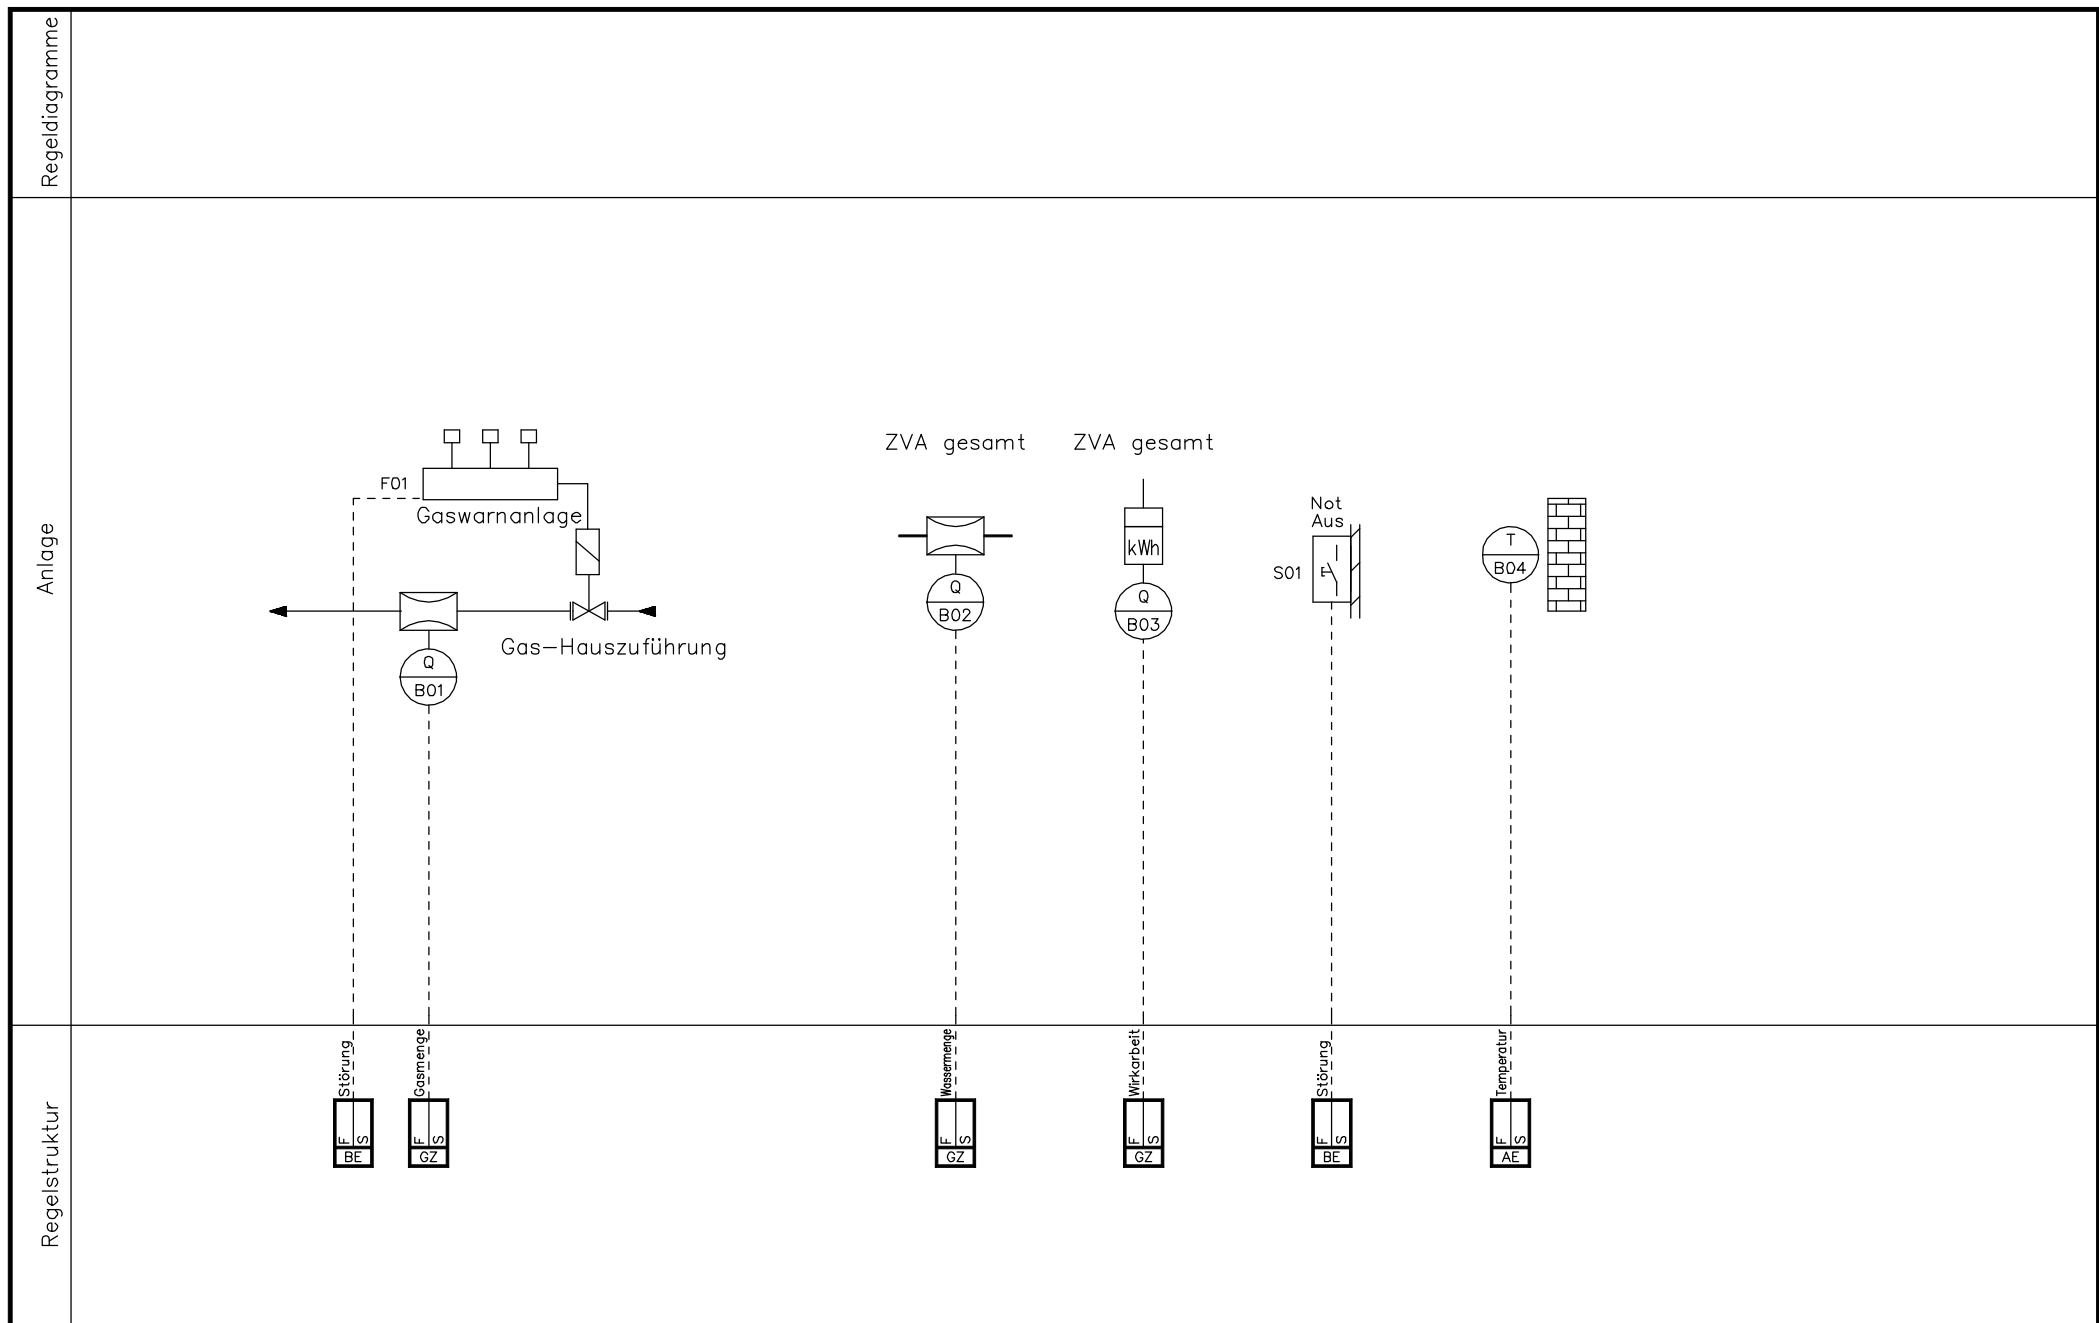 Regeldiagramme
Anlage
ZVA gesamt
ZVA gesamt
F01
Gaswarnanlage
Not
Aus
S01
kWh
T
B04
Q
B02
Q
B03
Gas-Hauszuführung
Q
B01
Regelstruktur
Störung
Gasmenge
Wassermenge
Wirkarbeit
Störung
Temperatur
F S
F S
F S
F S
F S
F S
BE
GZ
GZ
GZ
BE
AE